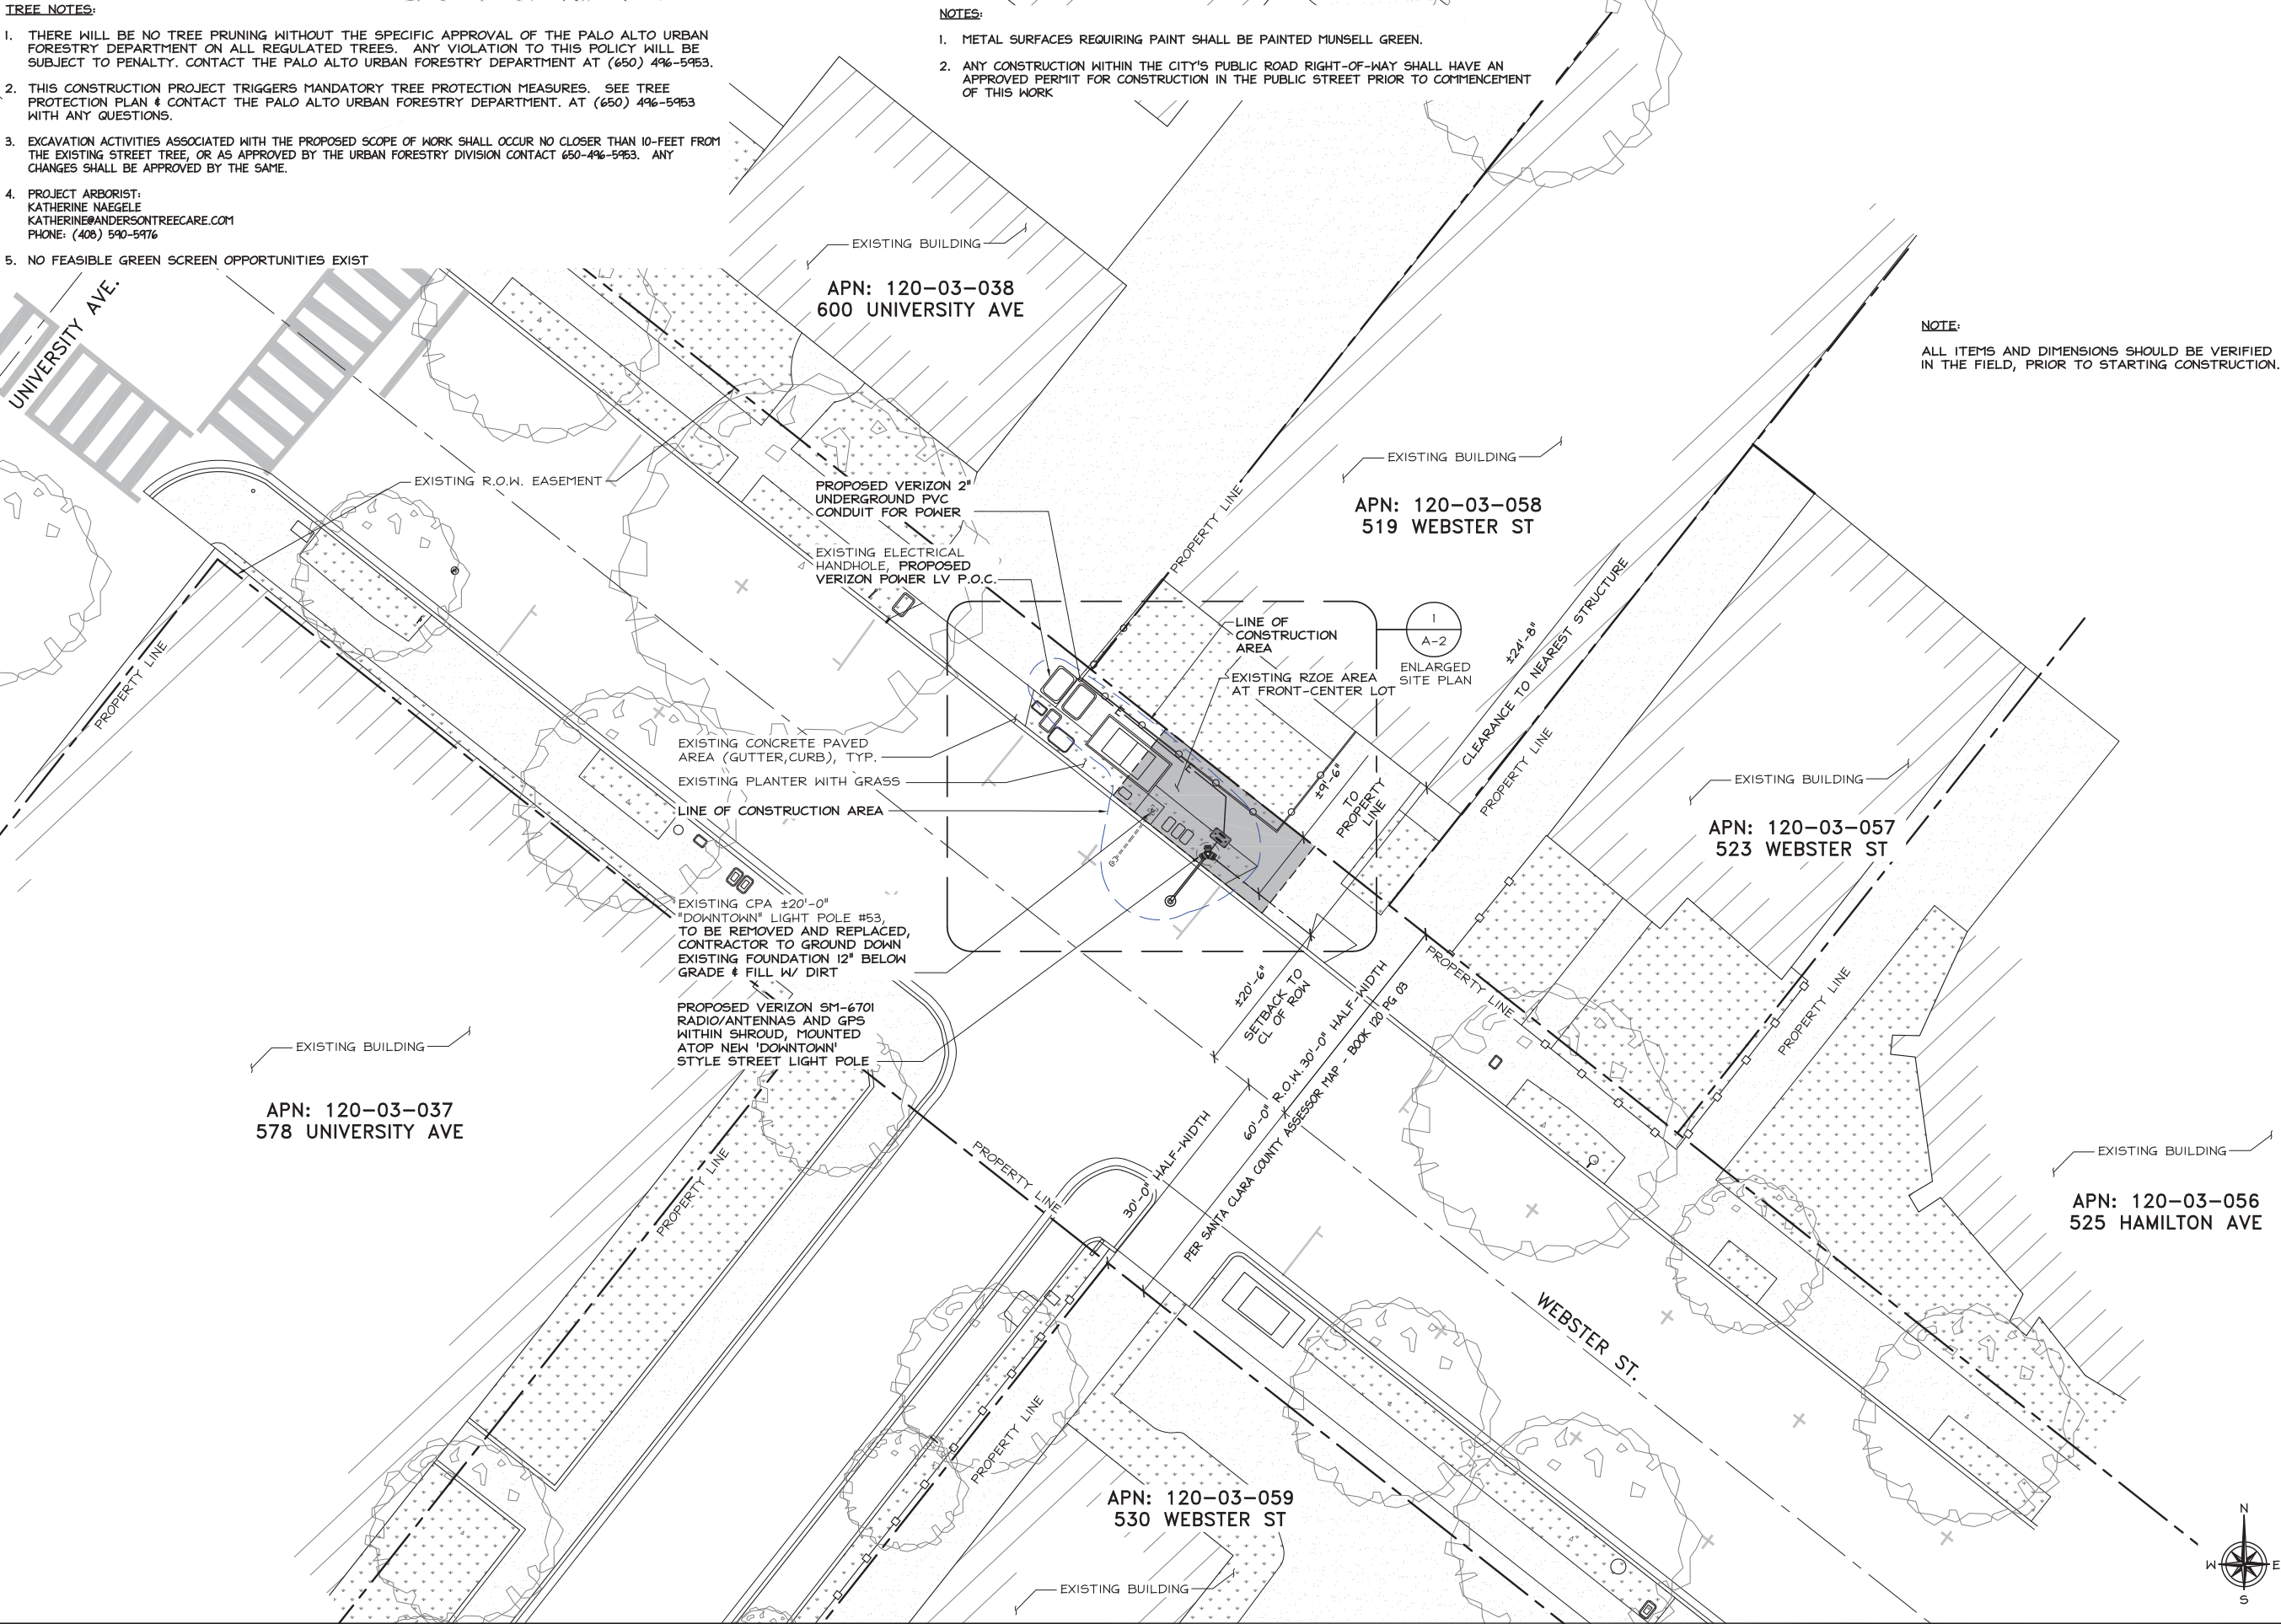 TREE NOTES:
1. THERE WILL BE NO TREE PRUNING WITHOUT THE SPECIFIC APPROVAL OF THE PALO ALTO URBAN
FORESTRY DEPARTMENT ON ALL REGULATED TREES. ANY VIOLATION TO THIS POLICY WILL BE
SUBJECT TO PENALTY. CONTACT THE PALO ALTO URBAN FORESTRY DEPARTMENT AT (650) 496-5953.
2. THIS CONSTRUCTION PROJECT TRIGGERS MANDATORY TREE PROTECTION MEASURES. SEE TREE
PROTECTION PLAN & CONTACT THE PALO ALTO URBAN FORESTRY DEPARTMENT. AT (650) 496-5953
WITH ANY QUESTIONS.
3. EXCAVATION ACTIVITIES ASSOCIATED WITH THE PROPOSED SCOPE OF WORK SHALL OCCUR NO CLOSER THAN 10-FEET FROM
THE EXISTING STREET TREE, OR AS APPROVED BY THE URBAN FORESTRY DIVISION CONTACT 650-496-5953. ANY
CHANGES SHALL BE APPROVED BY THE SAME.
4. PROJECT ARBORIST:
KATHERINE NAEGELE
KATHERINE@ANDERSONTREECARE.COM
PHONE: (408) 590-5976
5. NO FEASIBLE GREEN SCREEN OPPORTUNITIES EXIST
NOTES:
1. METAL SURFACES REQUIRING PAINT SHALL BE PAINTED MUNSELL GREEN.
2. ANY CONSTRUCTION WITHIN THE CITY'S PUBLIC ROAD RIGHT-OF-WAY SHALL HAVE AN
APPROVED PERMIT FOR CONSTRUCTION IN THE PUBLIC STREET PRIOR TO COMMENCEMENT
OF THIS WORK
NOTE:
ALL ITEMS AND DIMENSIONS SHOULD BE VERIFIED
IN THE FIELD, PRIOR TO STARTING CONSTRUCTION.
UNIVERSITY AVE.
EXISTING BUILDING
APN: 120-03-038
600 UNIVERSITY AVE
EXISTING R.O.W. EASEMENT
PROPOSED VERIZON 2"
UNDERGROUND PVC
CONDUIT FOR POWER
EXISTING ELECTRICAL
HANDHOLE, PROPOSED
VERIZON POWER LV P.O.C.
PROPERTY LINE
EXISTING BUILDING
APN: 120-03-058
519 WEBSTER ST
LINE OF
CONSTRUCTION
AREA
EXISTING RZOE AREA
AT FRONT-CENTER LOT
1
A-2
ENLARGED
SITE PLAN
±24'-8"
CLEARANCE TO NEAREST STRUCTURE
PROPERTY LINE
PROPERTY LINE
EXISTING CONCRETE PAVED
AREA (GUTTER,CURB), TYP.
EXISTING PLANTER WITH GRASS
LINE OF CONSTRUCTION AREA
E
E
±9'-6"
TO
PROPERTY
LINE
EXISTING BUILDING
APN: 120-03-057
523 WEBSTER ST
EXISTING CPA ±20'-0"
"DOWNTOWN" LIGHT POLE #53,
TO BE REMOVED AND REPLACED,
CONTRACTOR TO GROUND DOWN
EXISTING FOUNDATION 12" BELOW
GRADE & FILL W/ DIRT
PROPOSED VERIZON SM-6701
RADIO/ANTENNAS AND GPS
WITHIN SHROUD, MOUNTED
ATOP NEW 'DOWNTOWN'
STYLE STREET LIGHT POLE
±20'-6"
SETBACK TO
CL OF ROW
PROPERTY LINE
PROPERTY LINE
EXISTING BUILDING
APN: 120-03-037
578 UNIVERSITY AVE
30'-0" HALF-WIDTH
60'-0" R.O.W. 30'-0" HALF-WIDTH
PER SANTA CLARA COUNTY ASSESSOR MAP - BOOK 120 PG 03
PROPERTY LINE
PROPERTY LINE
EXISTING BUILDING
APN: 120-03-056
525 HAMILTON AVE
WEBSTER ST.
PROPERTY LINE
APN: 120-03-059
530 WEBSTER ST
EXISTING BUILDING
N
W
E
S